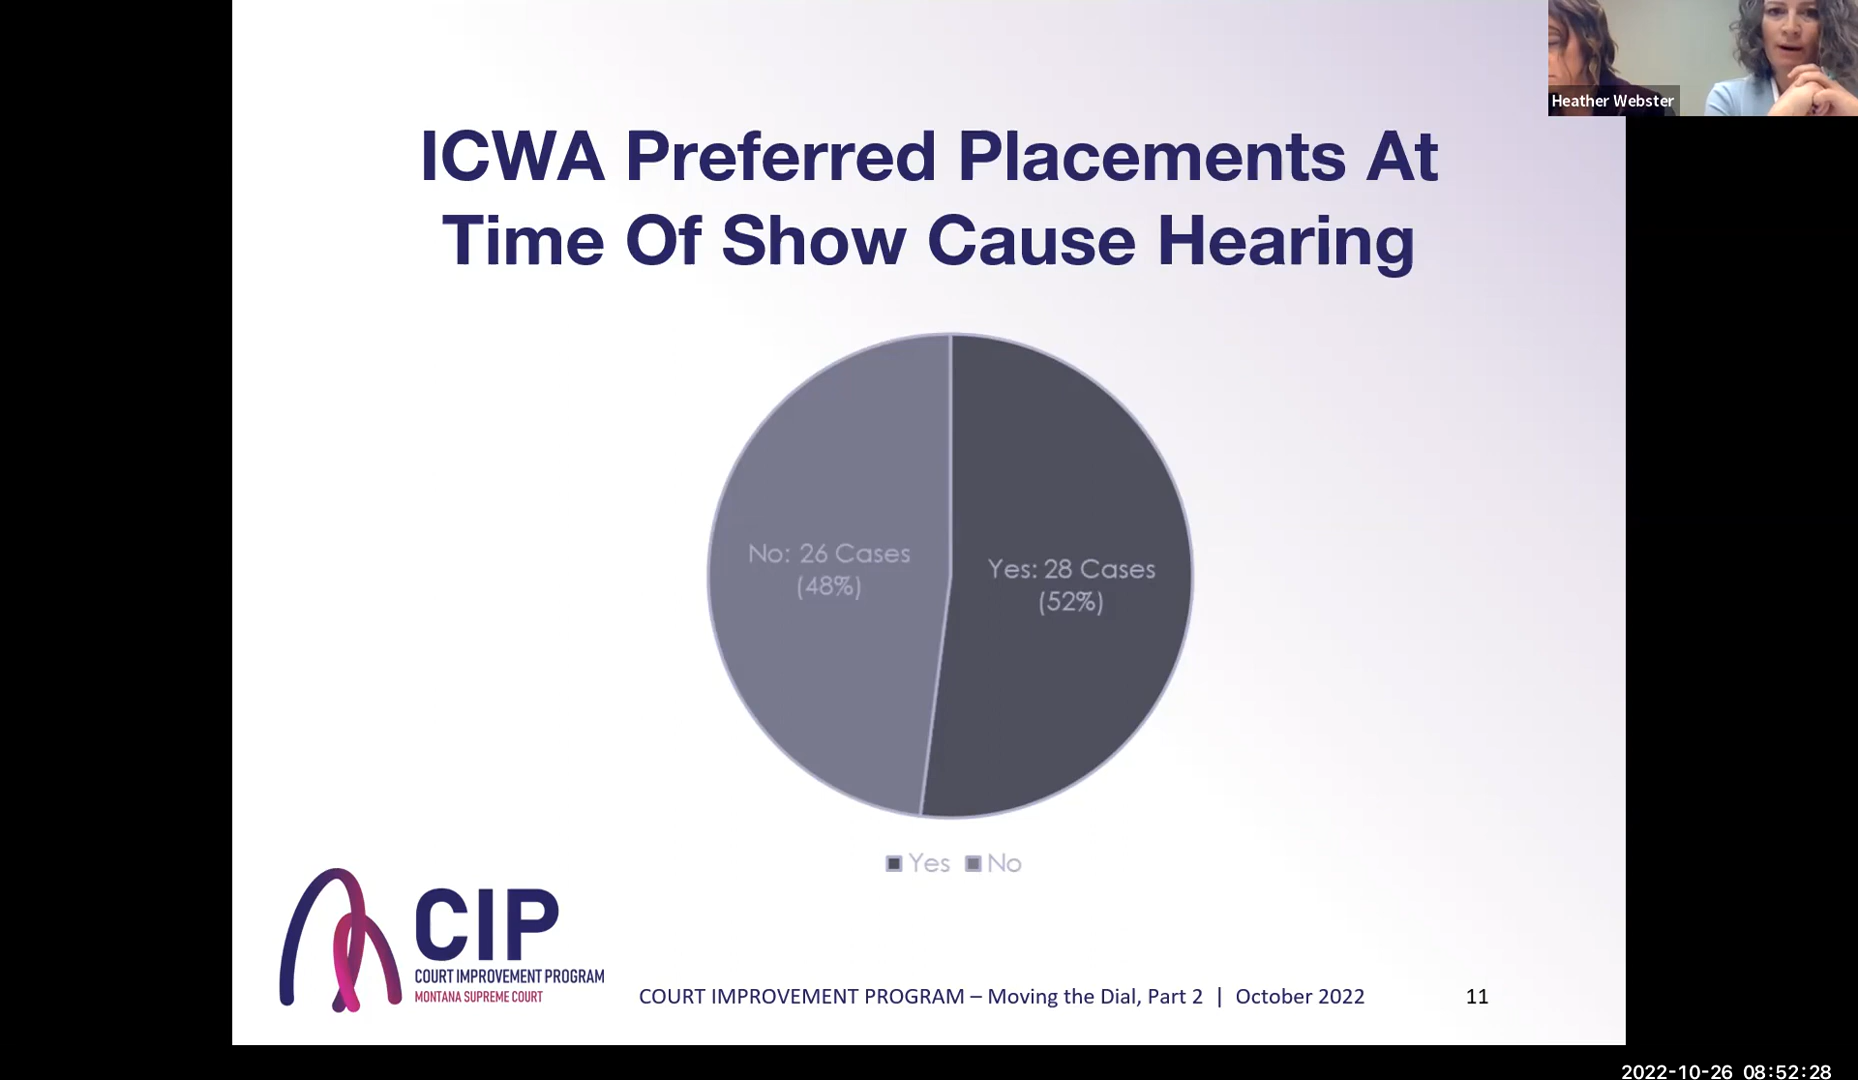 Heather Webster
ICWA Preferred Placements At
Time Of Show Cause Hearing
No: 26 Cases
(48%)
Yes: 28 Cases
(52%)
Yes No
CIP
COURT IMPROVEMENT PROGRAM
MONTANA SUPREME COURT
COURT IMPROVEMENT PROGRAM – Moving the Dial, Part 2 | October 2022
11
2022-10-26 08:52:28